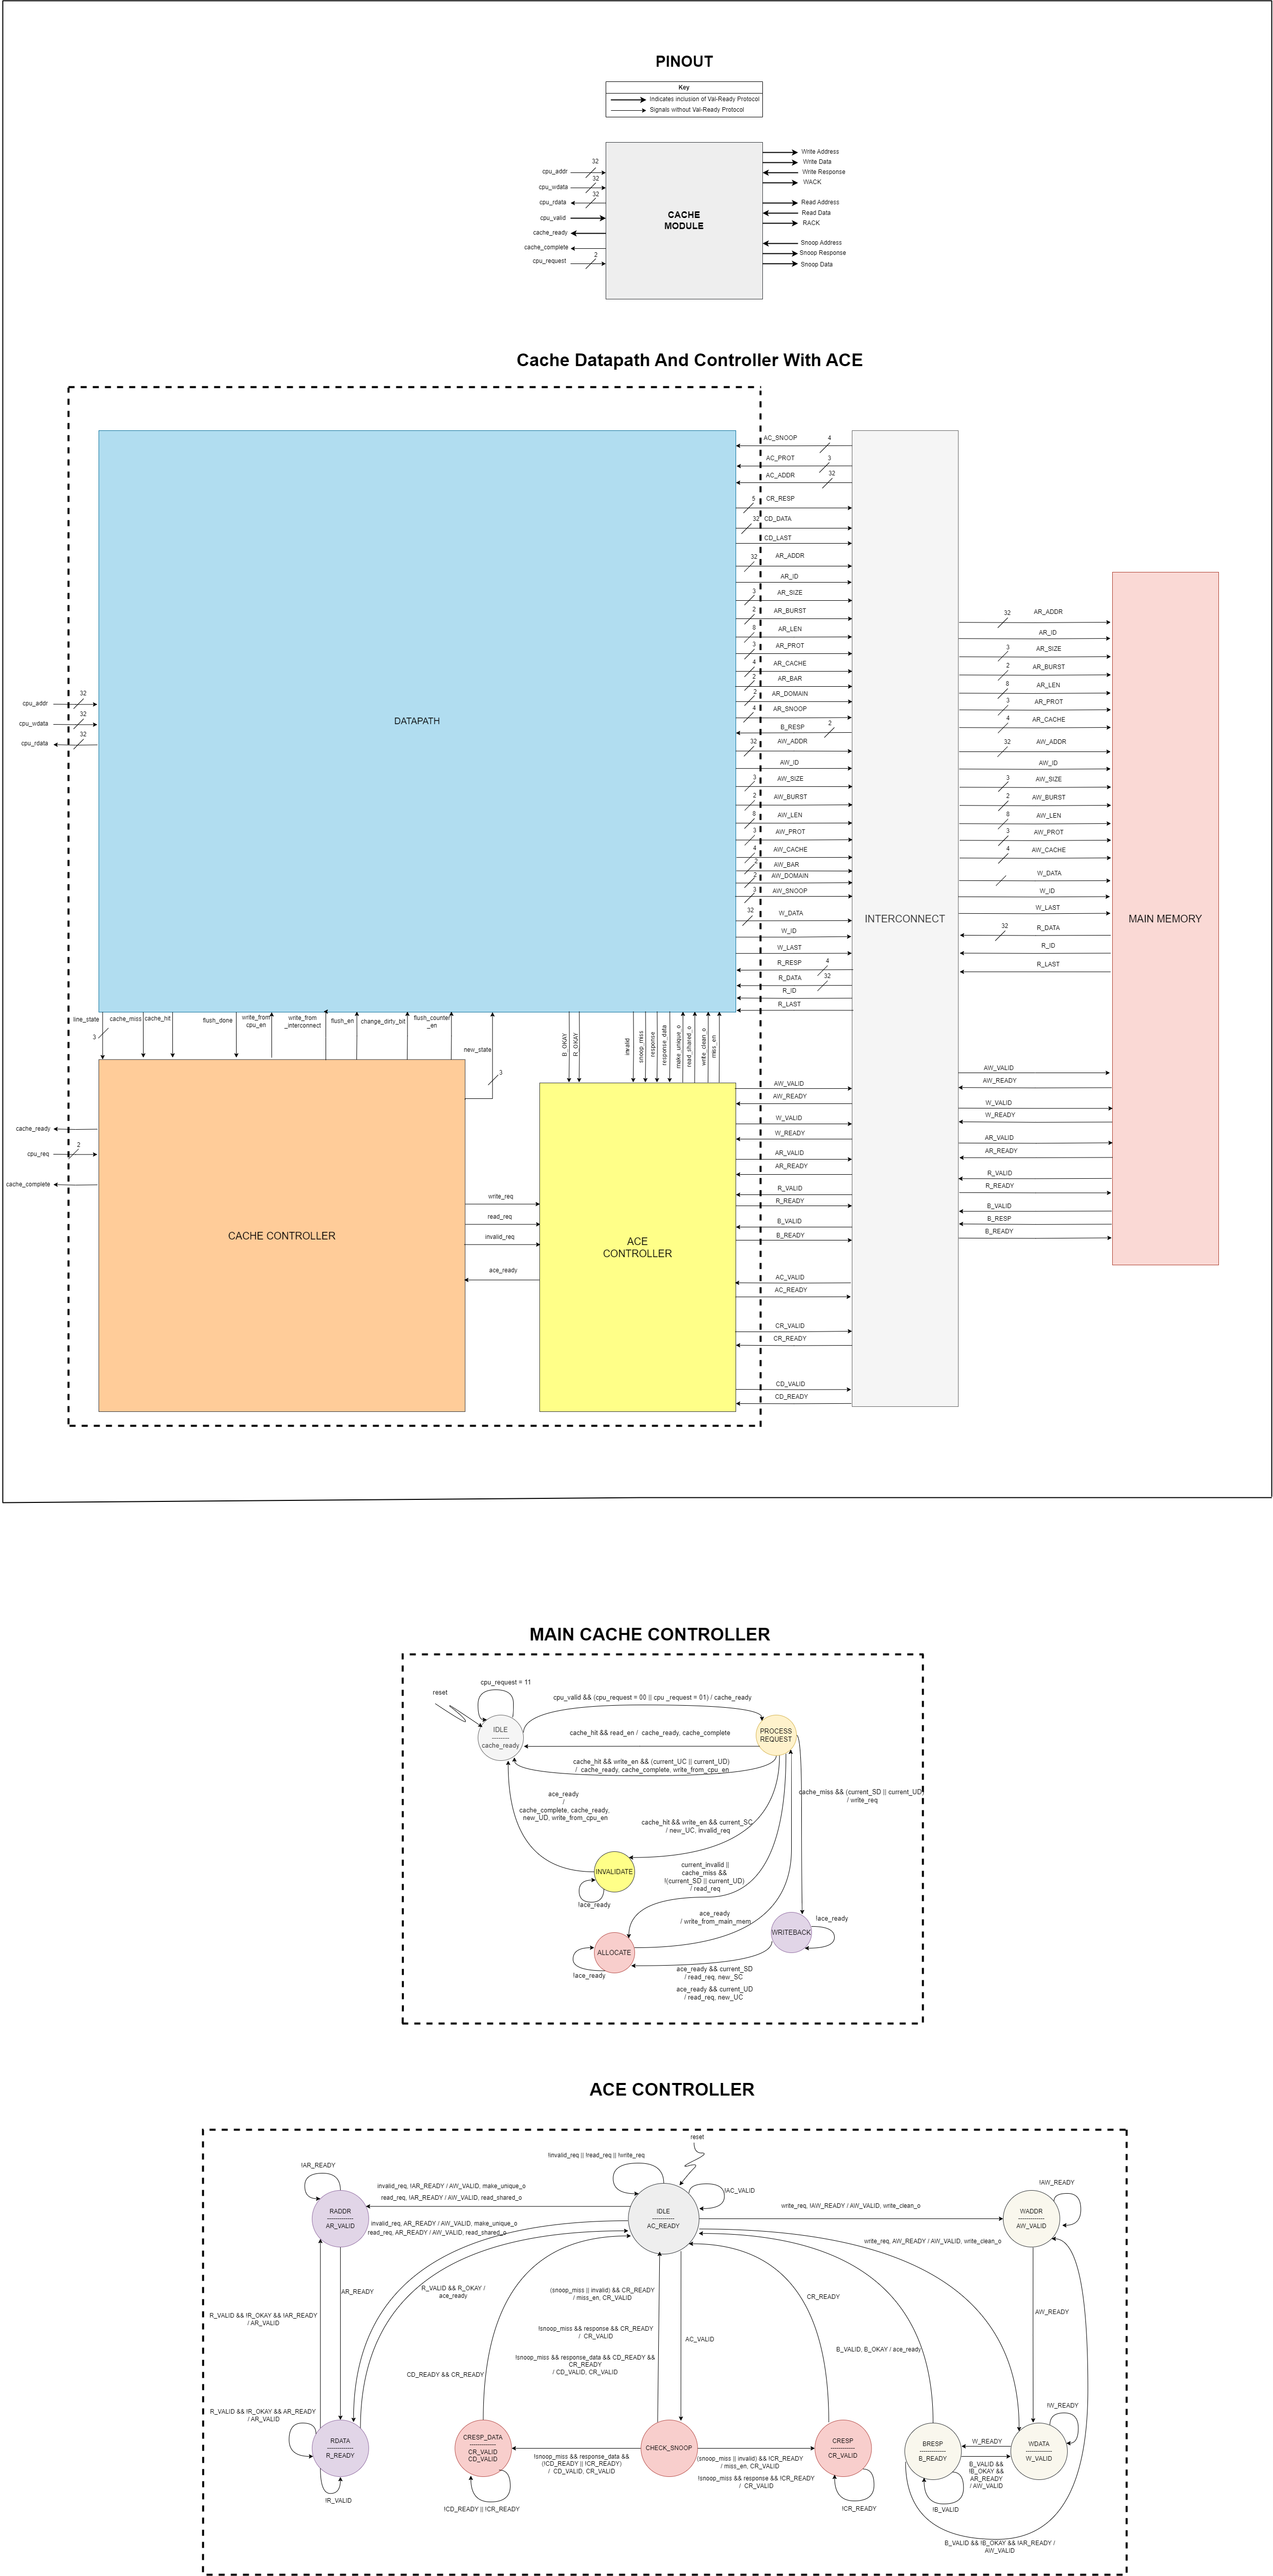 PINOUT
Key
Indicates inclusion of Val-Ready Protocol
Signals without Val-Ready Protocol
CACHE
MODULE
cpu_addr
32
cpu_wdata
32
cpu_rdata
32
cpu_valid
cache_ready
cache_complete
cpu_request
2
Write Address
Write Data
Write Response
WACK
Read Address
Read Data
RACK
Snoop Address
Snoop Response
Snoop Data
Cache Datapath And Controller With ACE
DATAPATH
INTERCONNECT
MAIN MEMORY
CACHE CONTROLLER
ACE
CONTROLLER
cpu_addr
32
cpu_wdata
32
cpu_rdata
32
AC_SNOOP
4
AC_PROT
3
AC_ADDR
32
5
CR_RESP
32
CD_DATA
CD_LAST
32
AR_ADDR
AR_ID
3
AR_SIZE
2
AR_BURST
8
AR_LEN
3
AR_PROT
4
AR_CACHE
2
AR_BAR
2
AR_DOMAIN
4
AR_SNOOP
B_RESP
2
32
AW_ADDR
AW_ID
3
AW_SIZE
2
AW_BURST
8
AW_LEN
3
AW_PROT
4
AW_CACHE
2
AW_BAR
2
AW_DOMAIN
3
AW_SNOOP
32
W_DATA
W_ID
W_LAST
R_RESP
4
R_DATA
32
R_ID
R_LAST
32
AR_ADDR
AR_ID
3
AR_SIZE
2
AR_BURST
8
AR_LEN
3
AR_PROT
4
AR_CACHE
32
AW_ADDR
AW_ID
3
AW_SIZE
2
AW_BURST
8
AW_LEN
3
AW_PROT
4
AW_CACHE
W_DATA
W_ID
W_LAST
32
R_DATA
R_ID
R_LAST
line_state
3
cache_miss
cache_hit
flush_done
write_from
cpu_en
write_from
_interconnect
flush_en
change_dirty_bit
flush_counter
_en
new_state
3
B_OKAY
R_OKAY
invalid
snoop_miss
response
response_data
make_unique_o
read_shared_o
write_clean_o
miss_en
cache_ready
cpu_req
2
cache_complete
write_req
read_req
invalid_req
ace_ready
AW_VALID
AW_READY
W_VALID
W_READY
AR_VALID
AR_READY
R_VALID
R_READY
B_VALID
B_READY
AC_VALID
AC_READY
CR_VALID
CR_READY
CD_VALID
CD_READY
AW_VALID
AW_READY
W_VALID
W_READY
AR_VALID
AR_READY
R_VALID
R_READY
B_VALID
B_RESP
B_READY
MAIN CACHE CONTROLLER
cpu_request = 11
reset
IDLE
--------
cache_ready
cpu_valid && (cpu_request = 00 || cpu _request = 01) / cache_ready
PROCESS
REQUEST
cache_hit && read_en / cache_ready, cache_complete
cache_hit && write_en && (current_UC || current_UD)
/ cache_ready, cache_complete, write_from_cpu_en
cache_miss && (current_SD || current_UD)
/ write_req
ace_ready
/
cache_complete, cache_ready,
new_UD, write_from_cpu_en
cache_hit && write_en && current_SC
/ new_UC, invalid_req
INVALIDATE
!ace_ready
current_invalid ||
cache_miss &&
!(current_SD || current_UD)
/ read_req
ace_ready
/ write_from_main_mem
WRITEBACK
!ace_ready
ALLOCATE
!ace_ready
ace_ready && current_SD
/ read_req, new_SC
ace_ready && current_UD
/ read_req, new_UC
ACE CONTROLLER
reset
!invalid_req || !read_req || !write_req
!AC_VALID
IDLE
----------
AC_READY
!AR_READY
RADDR
------------
AR_VALID
invalid_req, !AR_READY / AW_VALID, make_unique_o
read_req, !AR_READY / AW_VALID, read_shared_o
invalid_req, AR_READY / AW_VALID, make_unique_o
read_req, AR_READY / AW_VALID, read_shared_o
write_req, !AW_READY / AW_VALID, write_clean_o
write_req, AW_READY / AW_VALID, write_clean_o
!AW_READY
WADDR
------------
AW_VALID
AR_READY
R_VALID && R_OKAY /
ace_ready
R_VALID && !R_OKAY && !AR_READY
/ AR_VALID
(snoop_miss || invalid) && CR_READY
/ miss_en, CR_VALID
!snoop_miss && response && CR_READY
/ CR_VALID
!snoop_miss && response_data && CD_READY &&
CR_READY
/ CD_VALID, CR_VALID
AC_VALID
CR_READY
B_VALID, B_OKAY / ace_ready
AW_READY
CD_READY && CR_READY
R_VALID && !R_OKAY && AR_READY
/ AR_VALID
RDATA
------------
R_READY
!R_VALID
CRESP_DATA
------------
CR_VALID
CD_VALID
!CD_READY || !CR_READY
!snoop_miss && response_data &&
(!CD_READY || !CR_READY)
/ CD_VALID, CR_VALID
CHECK_SNOOP
(snoop_miss || invalid) && !CR_READY
/ miss_en, CR_VALID
!snoop_miss && response && !CR_READY
/ CR_VALID
CRESP
-----------
CR_VALID
!CR_READY
BRESP
------------
B_READY
!B_VALID
W_READY
B_VALID &&
!B_OKAY &&
AR_READY
/ AW_VALID
!W_READY
WDATA
------------
W_VALID
B_VALID && !B_OKAY && !AR_READY /
AW_VALID